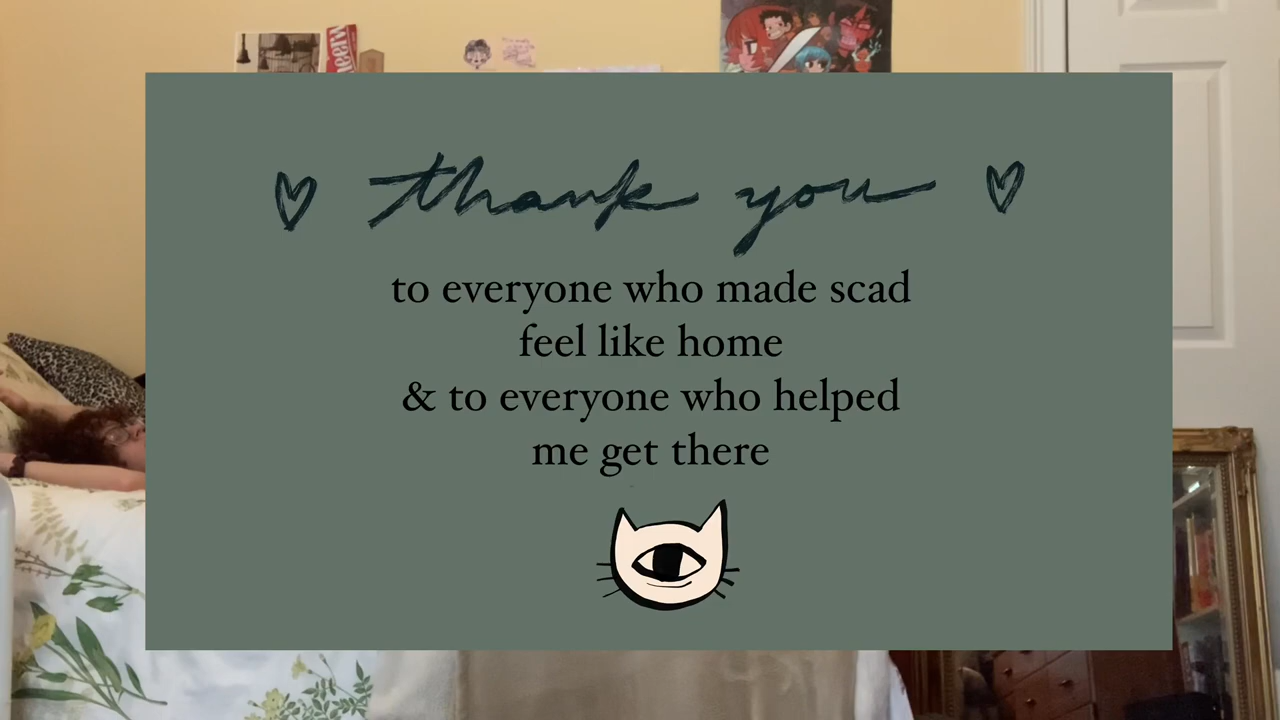 thank you
to everyone who made scad
feel like home
& to everyone who helped
me get there